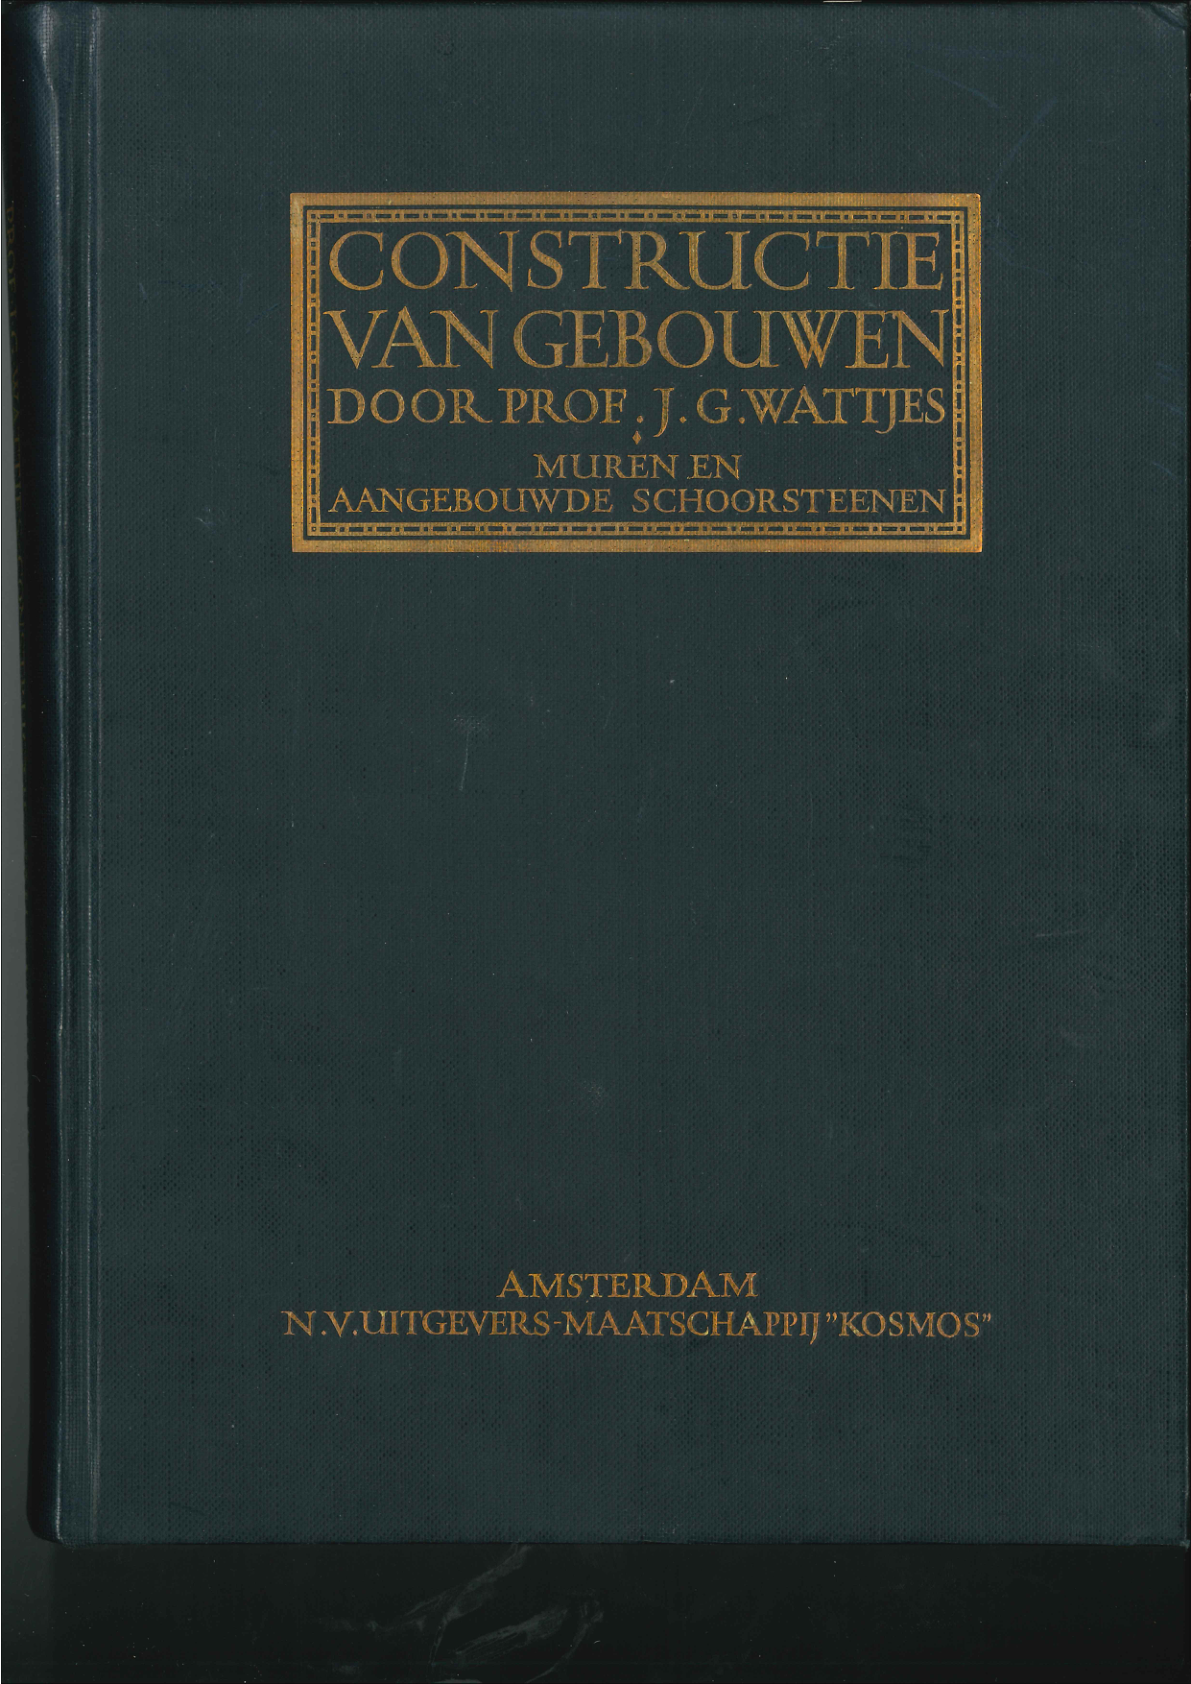 CONSTRUCTIE
VAN GEBOUWEN
DOOR PROF. J. G. WATTJES
MUREN EN
AANGEBOUWDE SCHOORSTEENEN
AMSTERDAM
N.V. UITGEVERS-MAATSCHAPPIJ "KOSMOS"